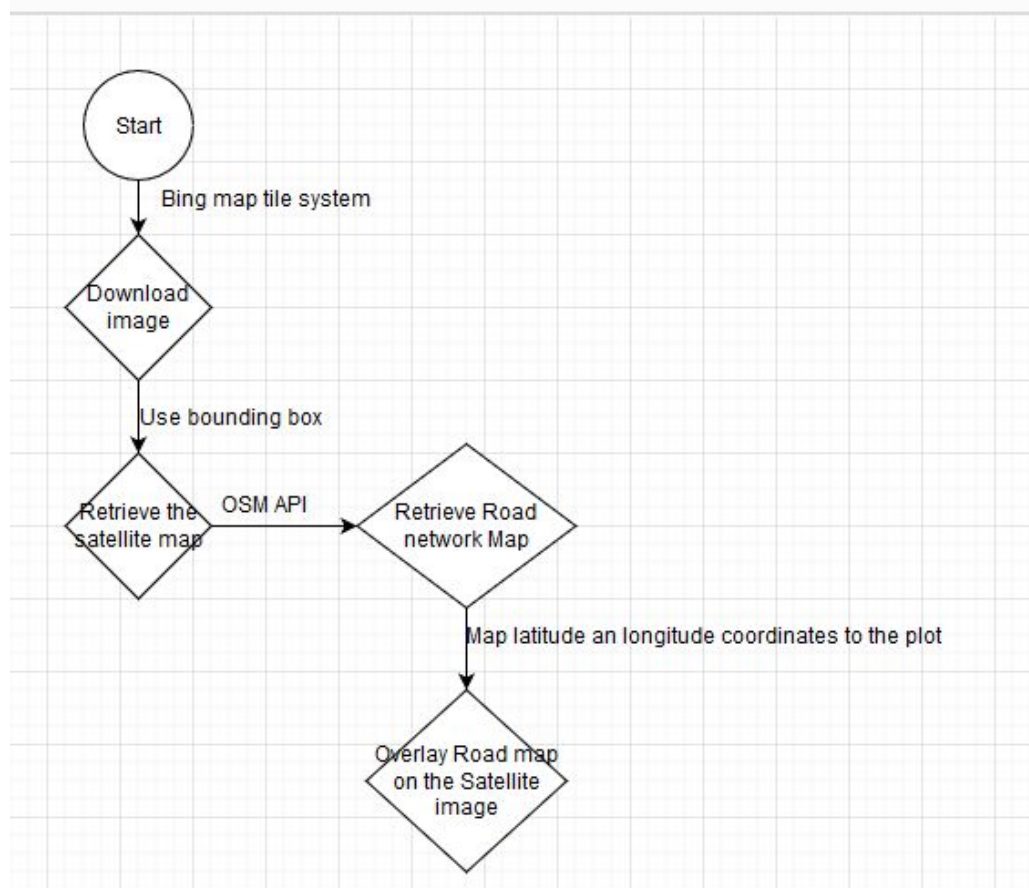 Start
Bing map tile system
Download
image
Use bounding box
Retrieve the
satellite map
OSM API
Retrieve Road
network Map
Map latitude an longitude coordinates to the plot
Overlay Road map
on the Satellite
image